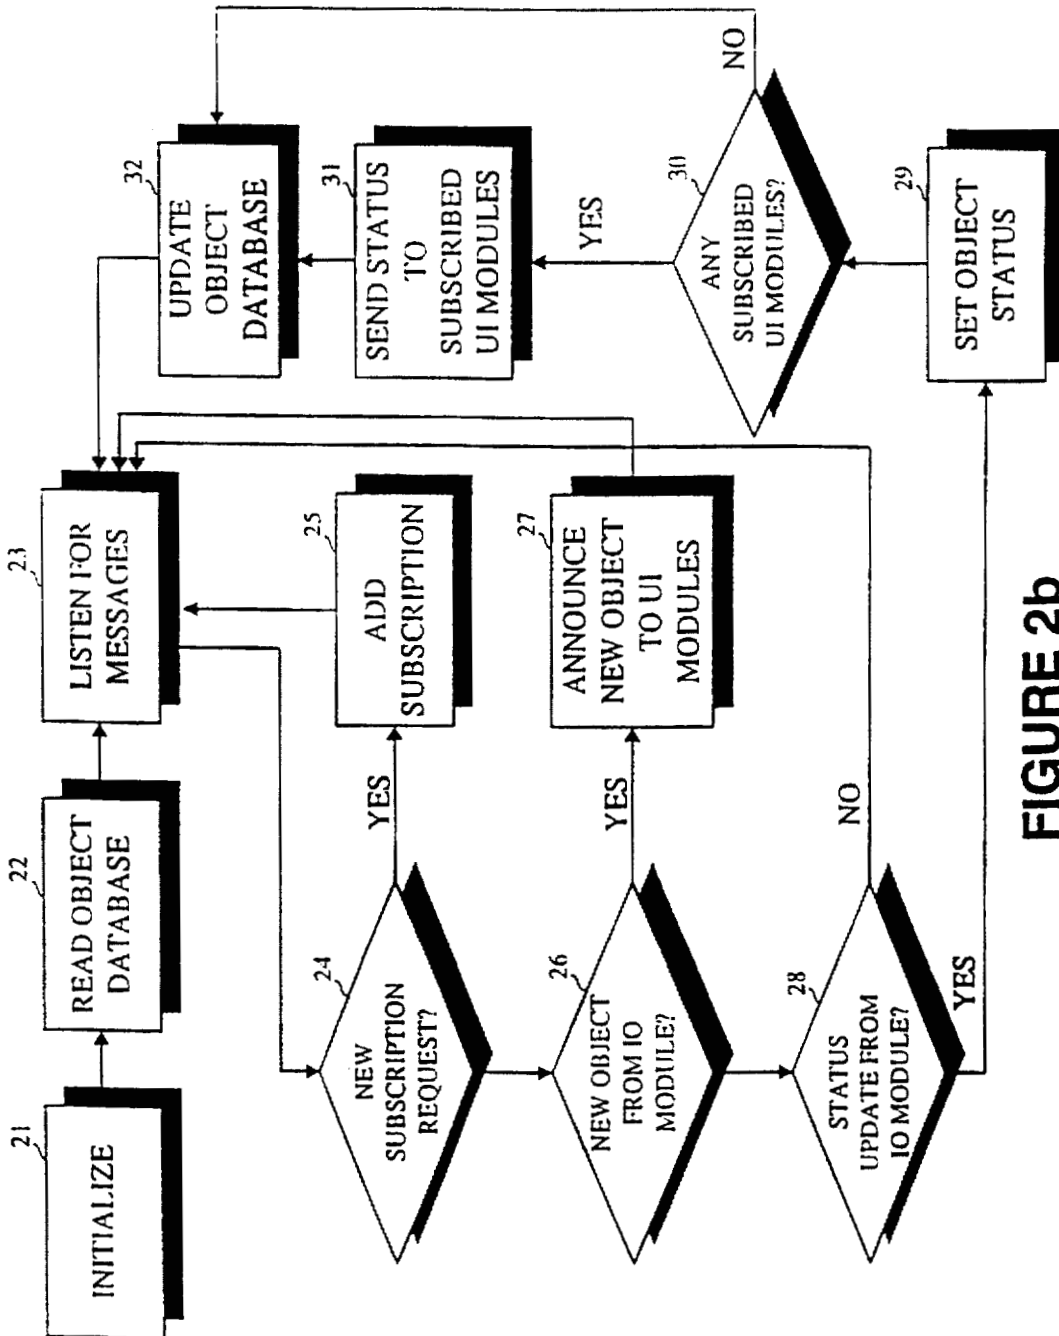 21
INITIALIZE
22
READ OBJECT
DATABASE
23
LISTEN FOR
MESSAGES
24
NEW
SUBSCRIPTION
REQUEST?
YES
25
ADD
SUBSCRIPTION
26
NEW OBJECT
FROM IO
MODULE?
YES
27
ANNOUNCE
NEW OBJECT
TO UI
MODULES
28
STATUS
UPDATE FROM
IO MODULE?
NO
YES
29
SET OBJECT
STATUS
30
ANY
SUBSCRIBED
UI MODULES?
NO
YES
31
SEND STATUS
TO
SUBSCRIBED
UI MODULES
32
UPDATE
OBJECT
DATABASE
FIGURE 2b